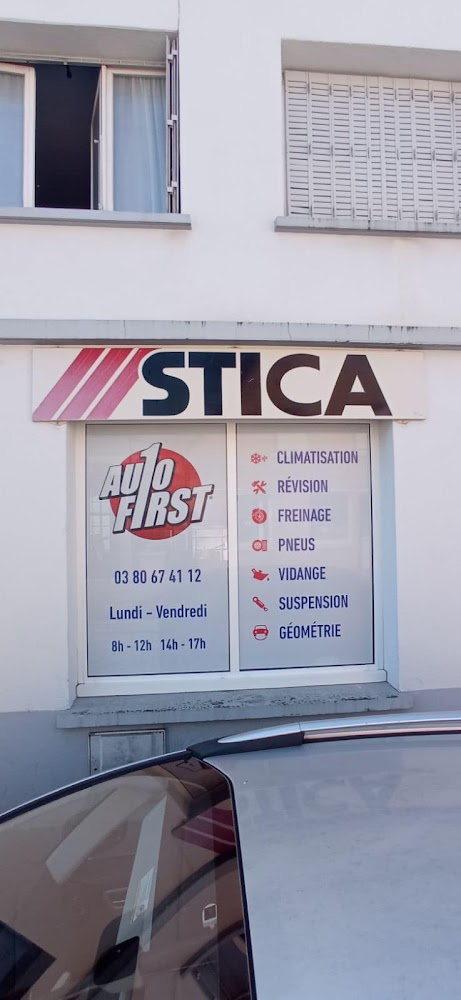 STICA
AUTO
FIRST
03 80 67 41 12
Lundi - Vendredi
8h - 12h 14h - 17h
CLIMATISATION
RÉVISION
FREINAGE
PNEUS
VIDANGE
SUSPENSION
GÉOMÉTRIE